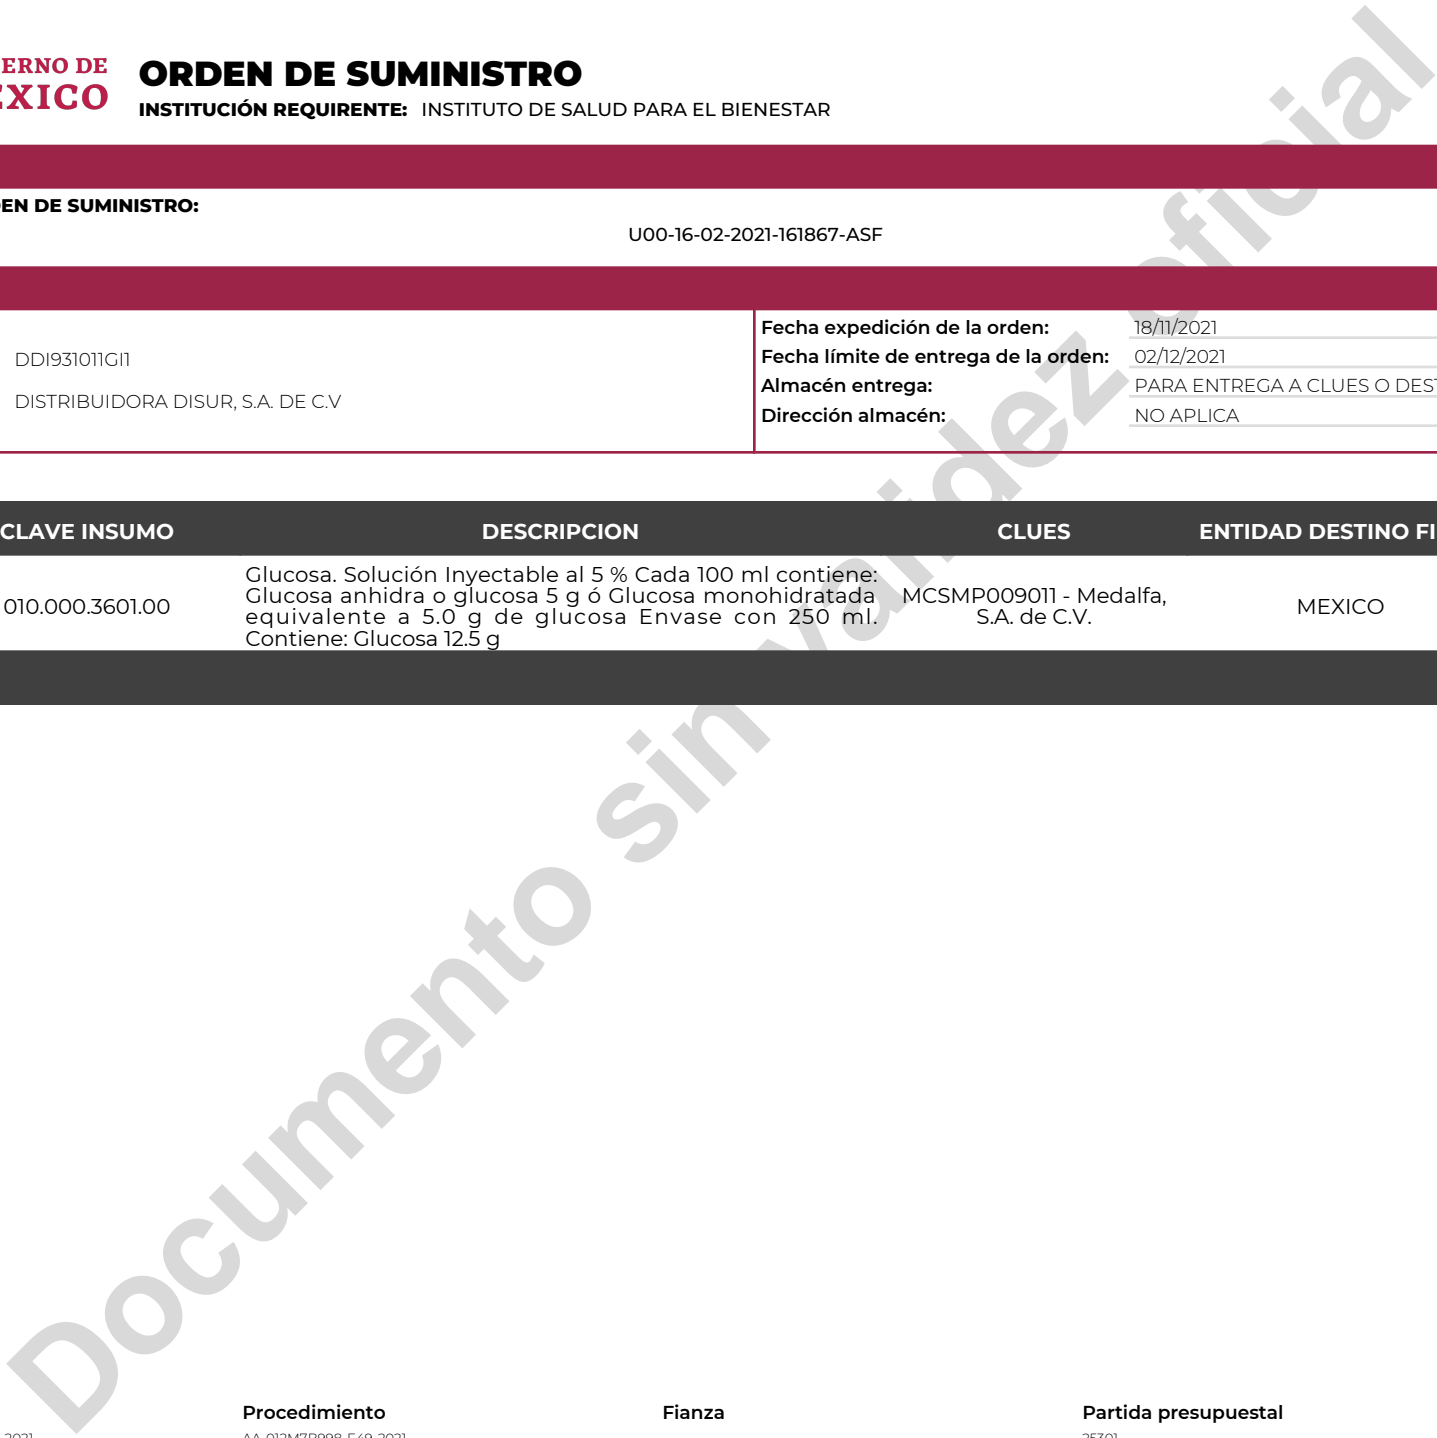 ERNO DE
EXICO
ORDEN DE SUMINISTRO
INSTITUCIÓN REQUIRENTE: INSTITUTO DE SALUD PARA EL BIENESTAR
EN DE SUMINISTRO:
U00-16-02-2021-161867-ASF
DDI931011GI1
DISTRIBUIDORA DISUR, S.A. DE C.V
Fecha expedición de la orden: 18/11/2021
Fecha límite de entrega de la orden: 02/12/2021
Almacén entrega: PARA ENTREGA A CLUES O DEST
Dirección almacén: NO APLICA
CLAVE INSUMO DESCRIPCION CLUES ENTIDAD DESTINO FI
010.000.3601.00
Glucosa. Solución Inyectable al 5 % Cada 100 ml contiene:
Glucosa anhidra o glucosa 5 g ó Glucosa monohidratada
equivalente a 5.0 g de glucosa Envase con 250 ml.
Contiene: Glucosa 12.5 g
MCSMP009011 - Medalfa,
S.A. de C.V.
MEXICO
Documento sin validez oficial
Procedimiento Fianza Partida presupuestal